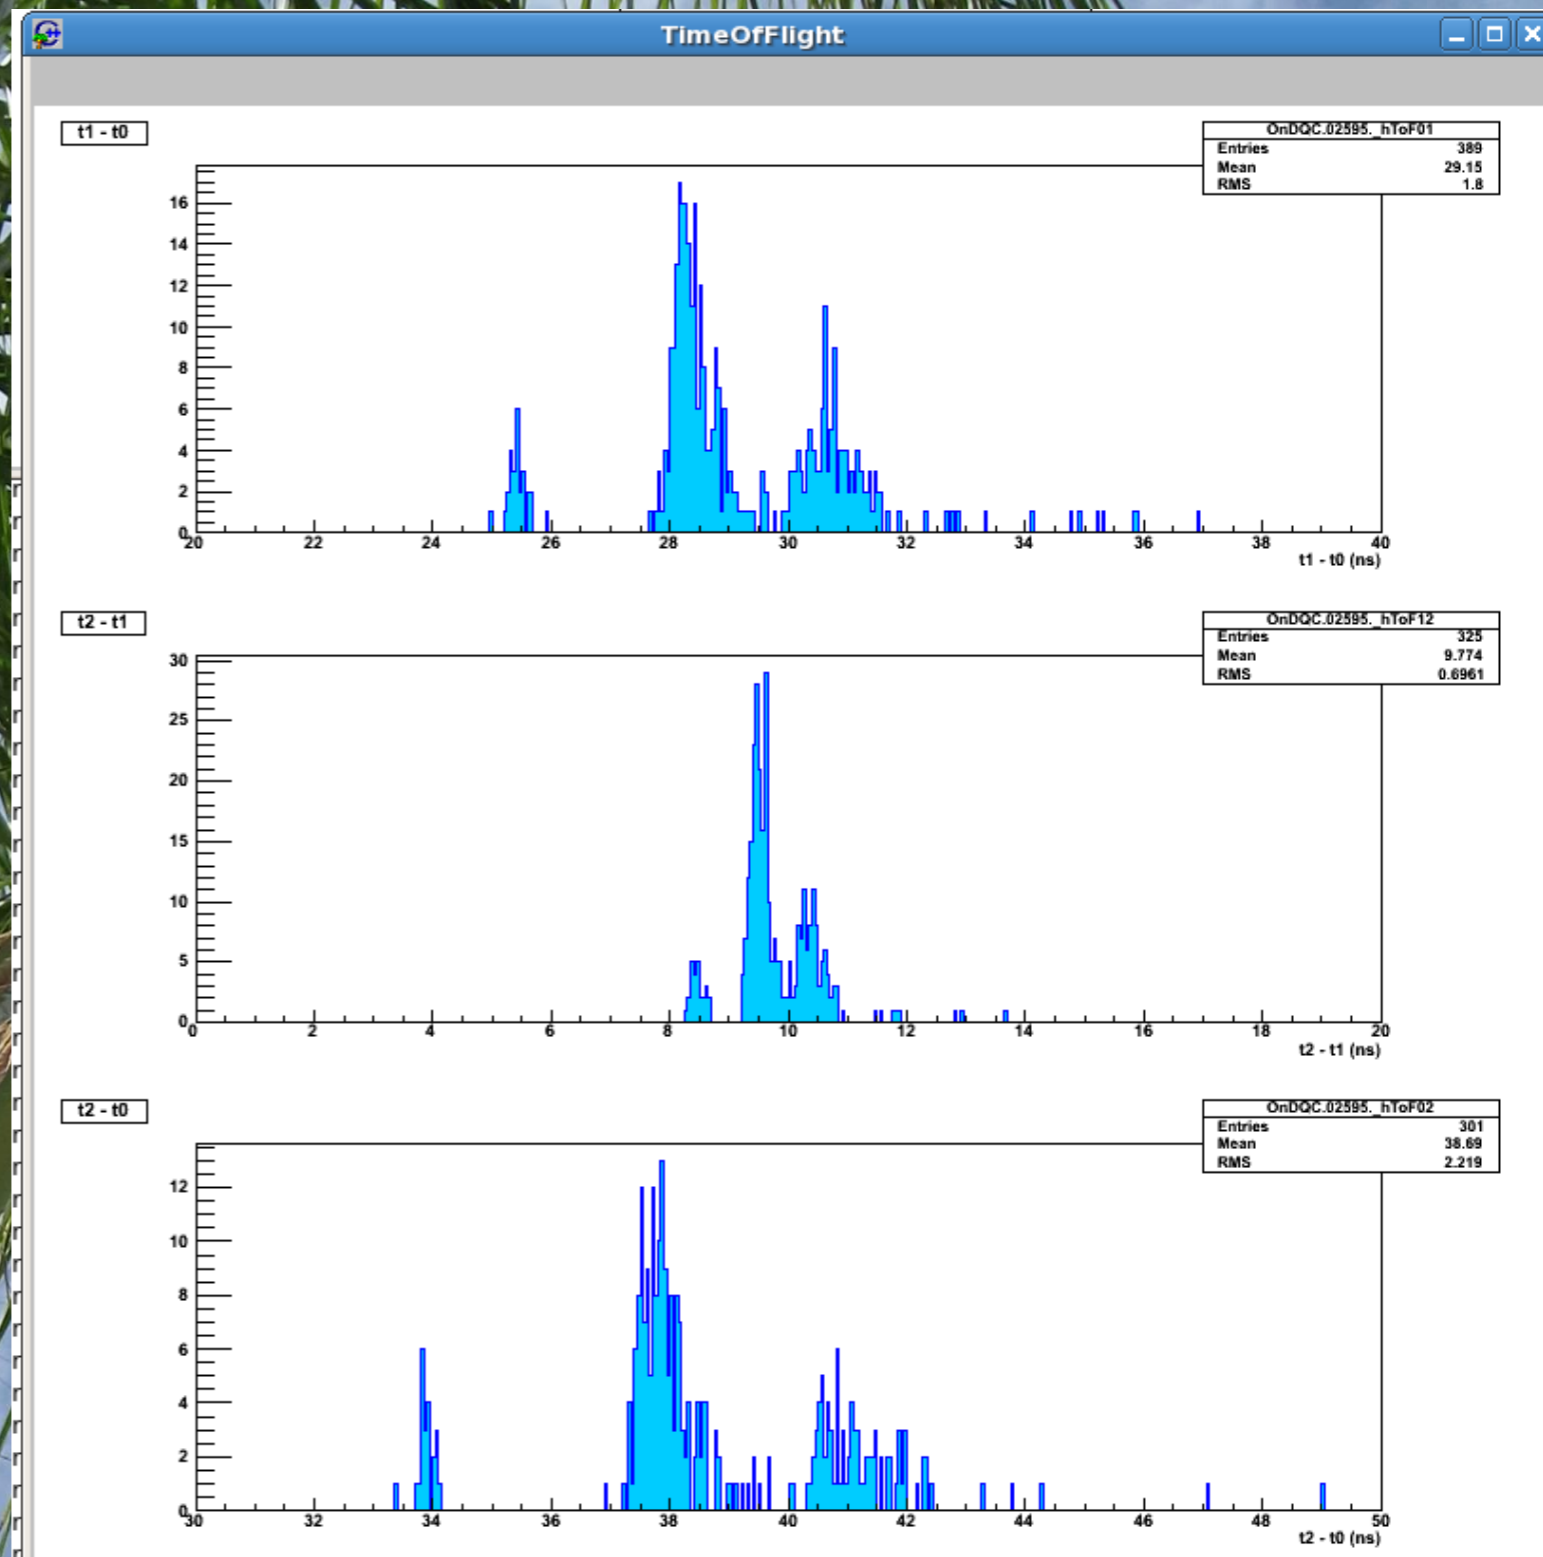 TimeOfFlight
t1 - t0
OnDQC.02595._hToF01
Entries 389
Mean 29.15
RMS 1.8
16
14
12
10
8
6
4
2
0
20 22 24 26 28 30 32 34 36 38 40
t1 - t0 (ns)
t2 - t1
OnDQC.02595._hToF12
Entries 325
Mean 9.774
RMS 0.6961
30
25
20
15
10
5
0
0 2 4 6 8 10 12 14 16 18 20
t2 - t1 (ns)
t2 - t0
OnDQC.02595._hToF02
Entries 301
Mean 38.69
RMS 2.219
12
10
8
6
4
2
0
30 32 34 36 38 40 42 44 46 48 50
t2 - t0 (ns)